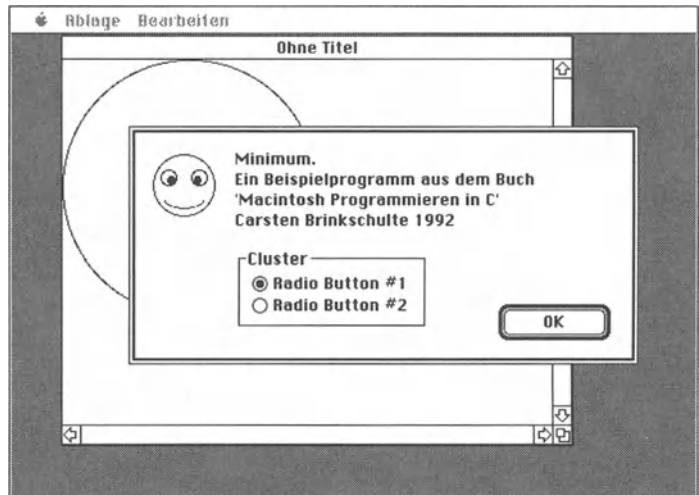 Ablage Bearbeiten
Ohne Titel
Minimum.
Ein Beispielprogramm aus dem Buch
'Macintosh Programmieren in C'
Carsten Brinkschulte 1992
Cluster
Radio Button #1
Radio Button #2
OK